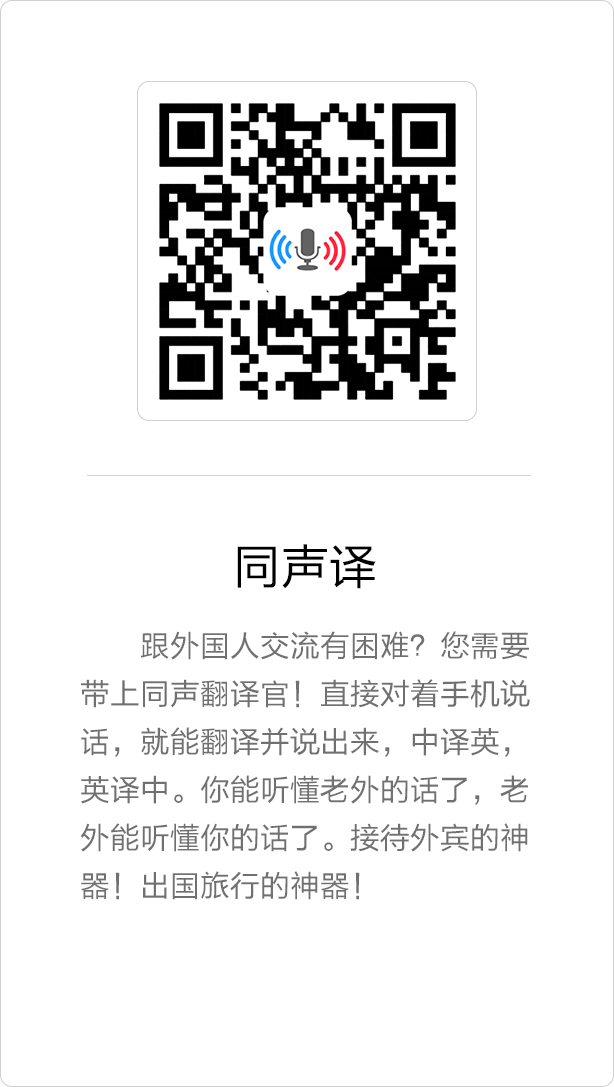 同声译
跟外国人交流有困难？您需要
带上同声翻译官！直接对着手机说
话，就能翻译并说出来，中译英，
英译中。你能听懂老外的话了，老
外能听懂你的话了。接待外宾的神
器！出国旅行的神器！